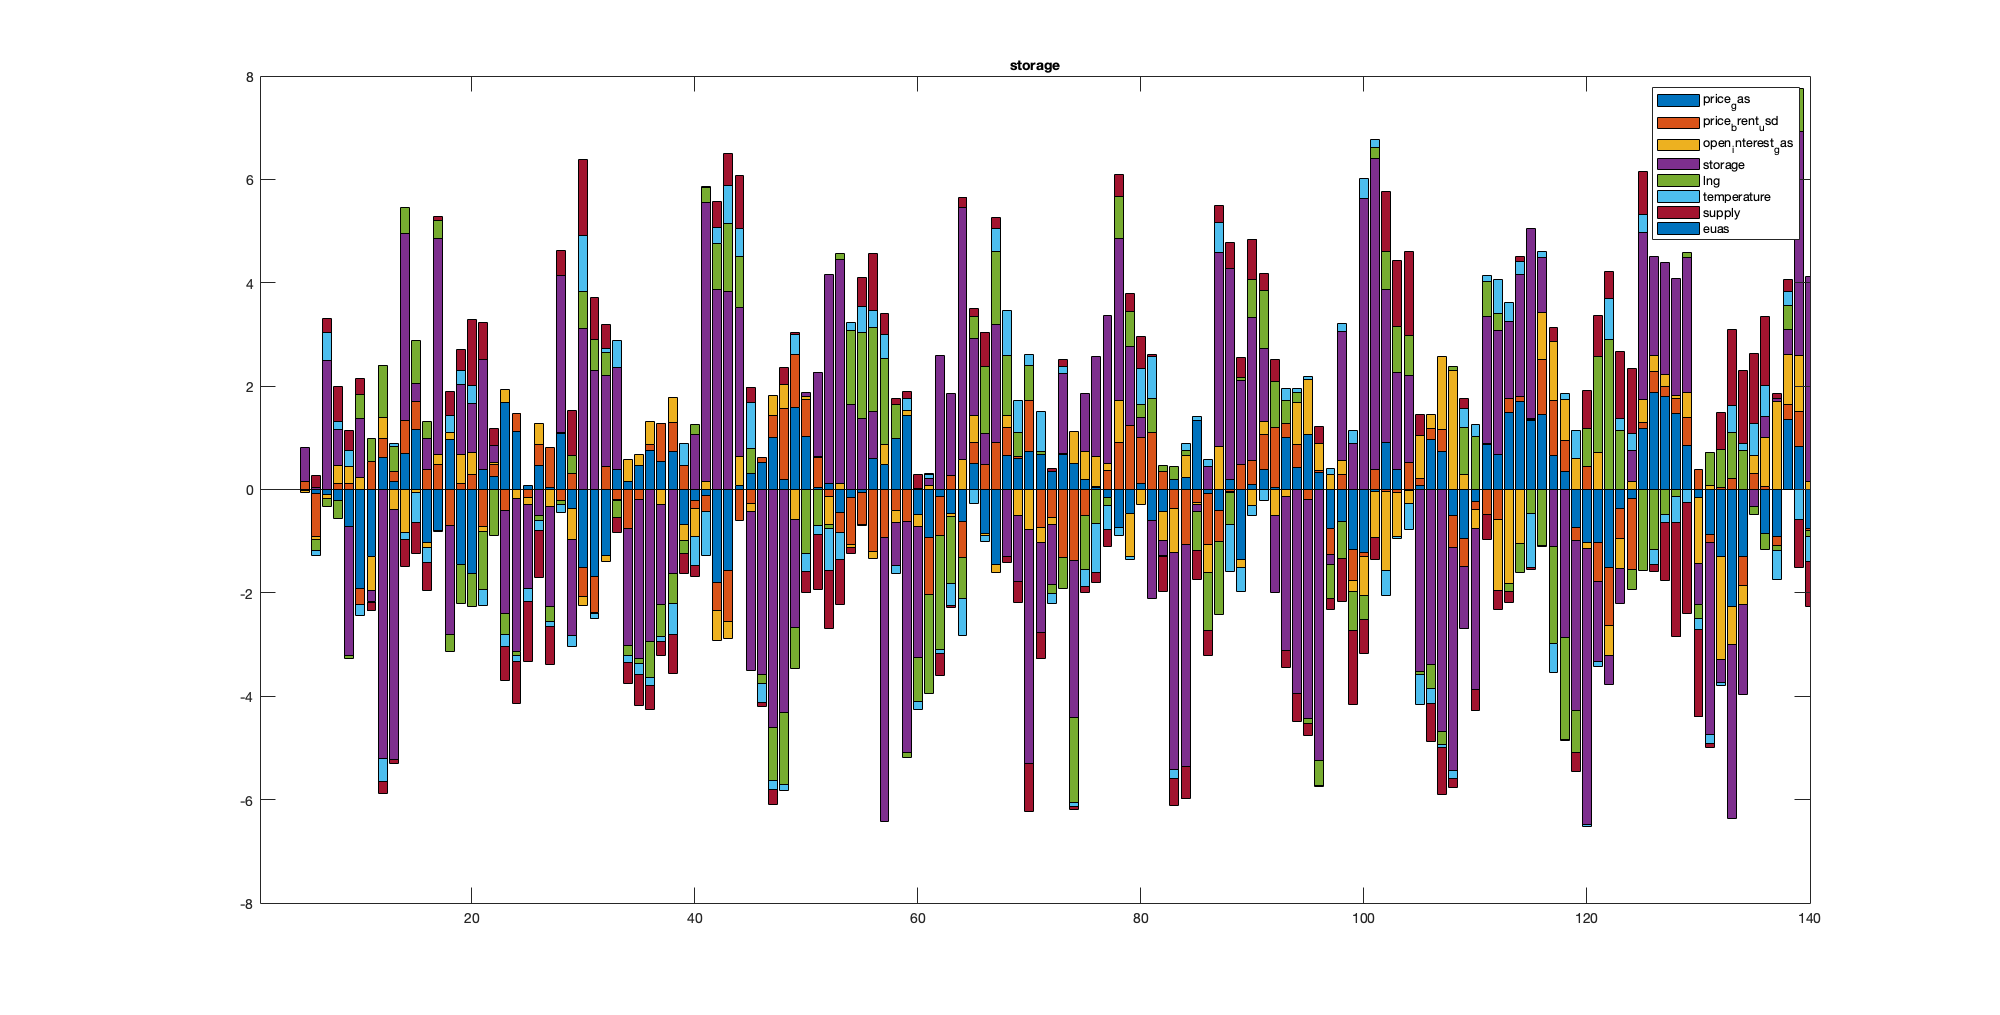 storage
8
6
4
2
0
-2
-4
-6
-8
20
40
60
80
100
120
140
price_gas
price_brent_usd
open_interest_gas
storage
lng
temperature
supply
euas